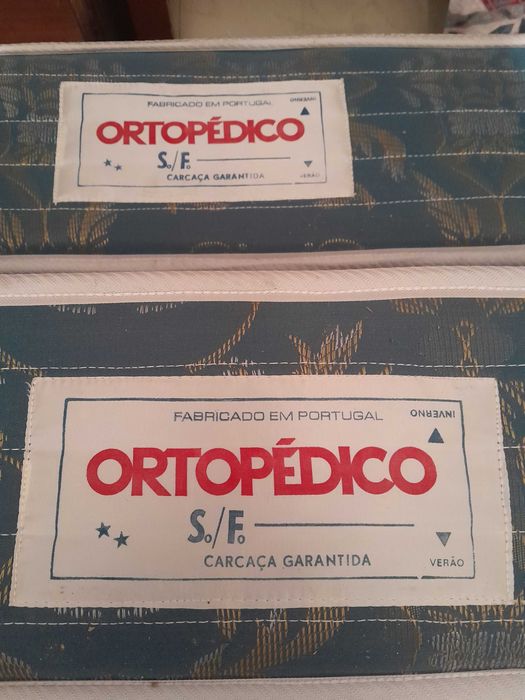 FABRICADO EM PORTUGAL
INVERNO
ORTOPÉDICO
S./F.
CARCAÇA GARANTIDA
VERÃO
FABRICADO EM PORTUGAL
INVERNO
ORTOPÉDICO
S./F.
CARCAÇA GARANTIDA
VERÃO